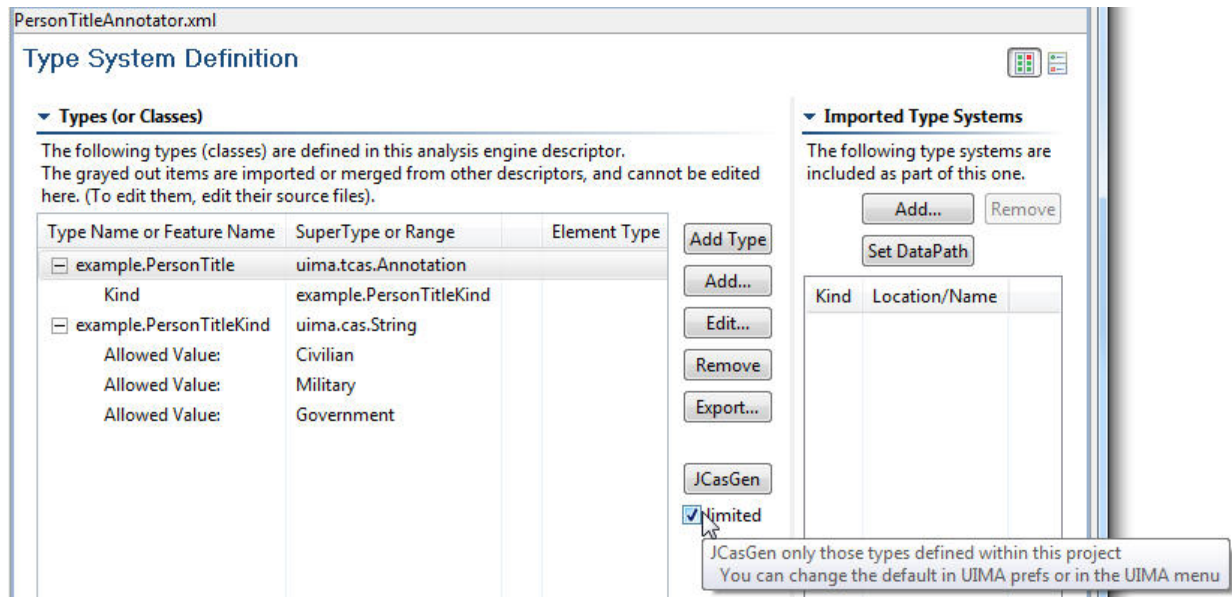 PersonTitleAnnotator.xml
Type System Definition
Types (or Classes)
The following types (classes) are defined in this analysis engine descriptor.
The grayed out items are imported or merged from other descriptors, and cannot be edited
here. (To edit them, edit their source files).
Type Name or Feature Name SuperType or Range Element Type
example.PersonTitle uima.tcas.Annotation
Kind example.PersonTitleKind
example.PersonTitleKind uima.cas.String
Allowed Value: Civilian
Allowed Value: Military
Allowed Value: Government
Add Type
Add...
Edit...
Remove
Export...
JCasGen
limited
JCasGen only those types defined within this project
You can change the default in UIMA prefs or in the UIMA menu
Imported Type Systems
The following type systems are
included as part of this one.
Add... Remove
Set DataPath
Kind Location/Name